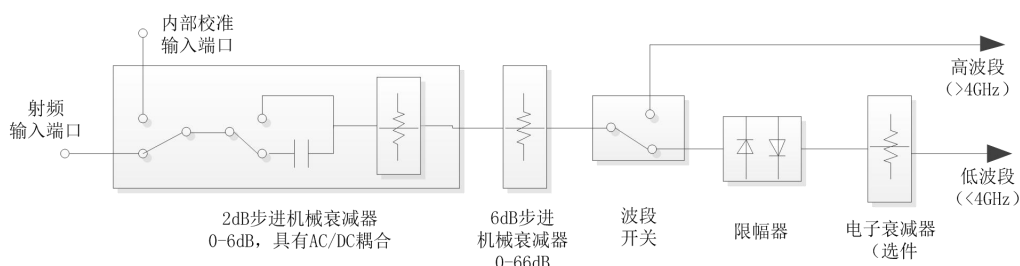 内部校准
输入端口
射频
输入端口
高波段
（>4GHz）
低波段
（<4GHz）
2dB步进机械衰减器
0-6dB，具有AC/DC耦合
6dB步进
机械衰减器
0-66dB
波段
开关
限幅器
电子衰减器
（选件